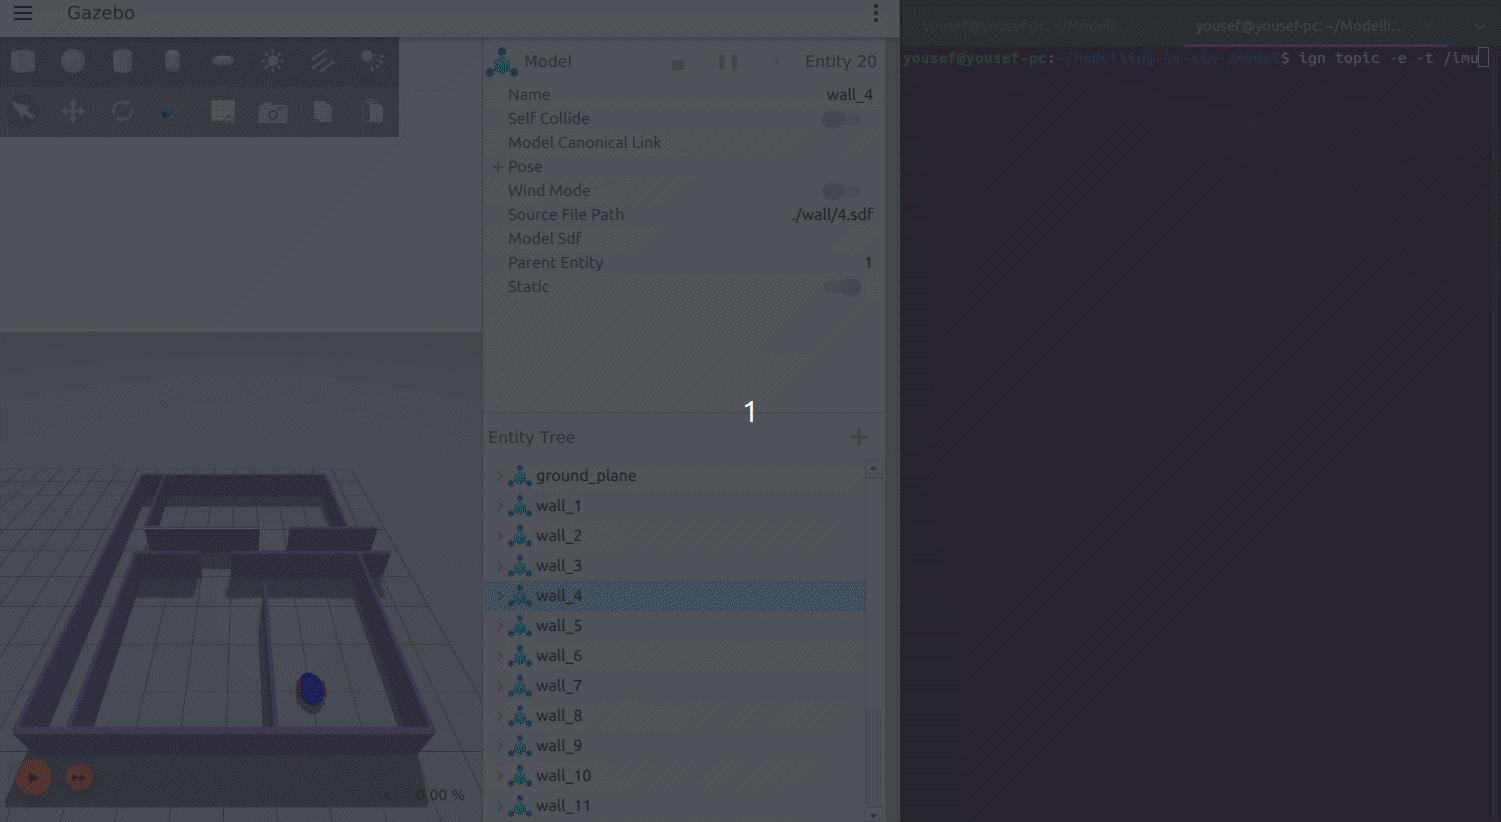 Gazebo
Model
Entity 20
Name
wall_4
Self Collide
Model Canonical Link
+ Pose
Wind Mode
Source File Path
./wall/4.sdf
Model Sdf
Parent Entity
1
Static
1
Entity Tree
+
ground_plane
wall_1
wall_2
wall_3
wall_4
wall_5
wall_6
wall_7
wall_8
wall_9
wall_10
wall_11
0.00 %
yousef@yousef-pc: ~/Modelli...
yousef@yousef-pc: ~/Modelli...
yousef@yousef-pc:~/Modelling-Gz-sim-/model$ ign topic -e -t /imu